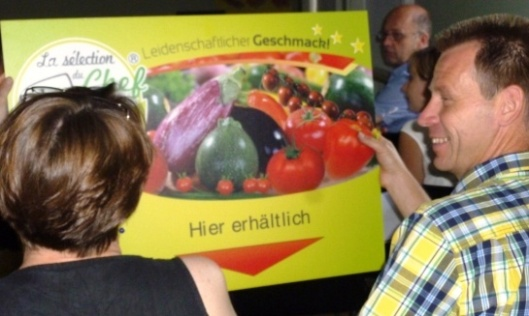 La sélection
du Chef
®
Leidenschaftlicher Geschmack!
Hier erhältlich